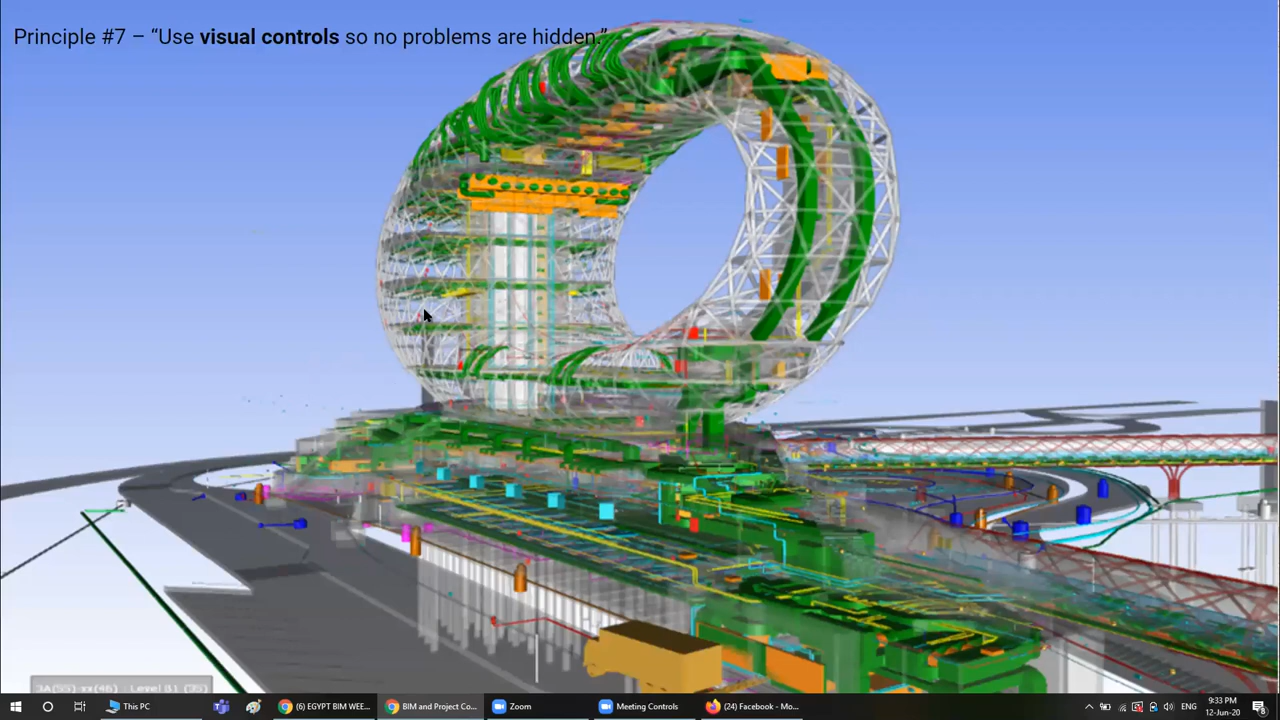 Principle #7 – “Use visual controls so no problems are hidden.”
This PC
(6) EGYPT BIM WEE...
BIM and Project Co...
Zoom
Meeting Controls
(24) Facebook - Mo...
ENG
9:33 PM
12-Jun-20